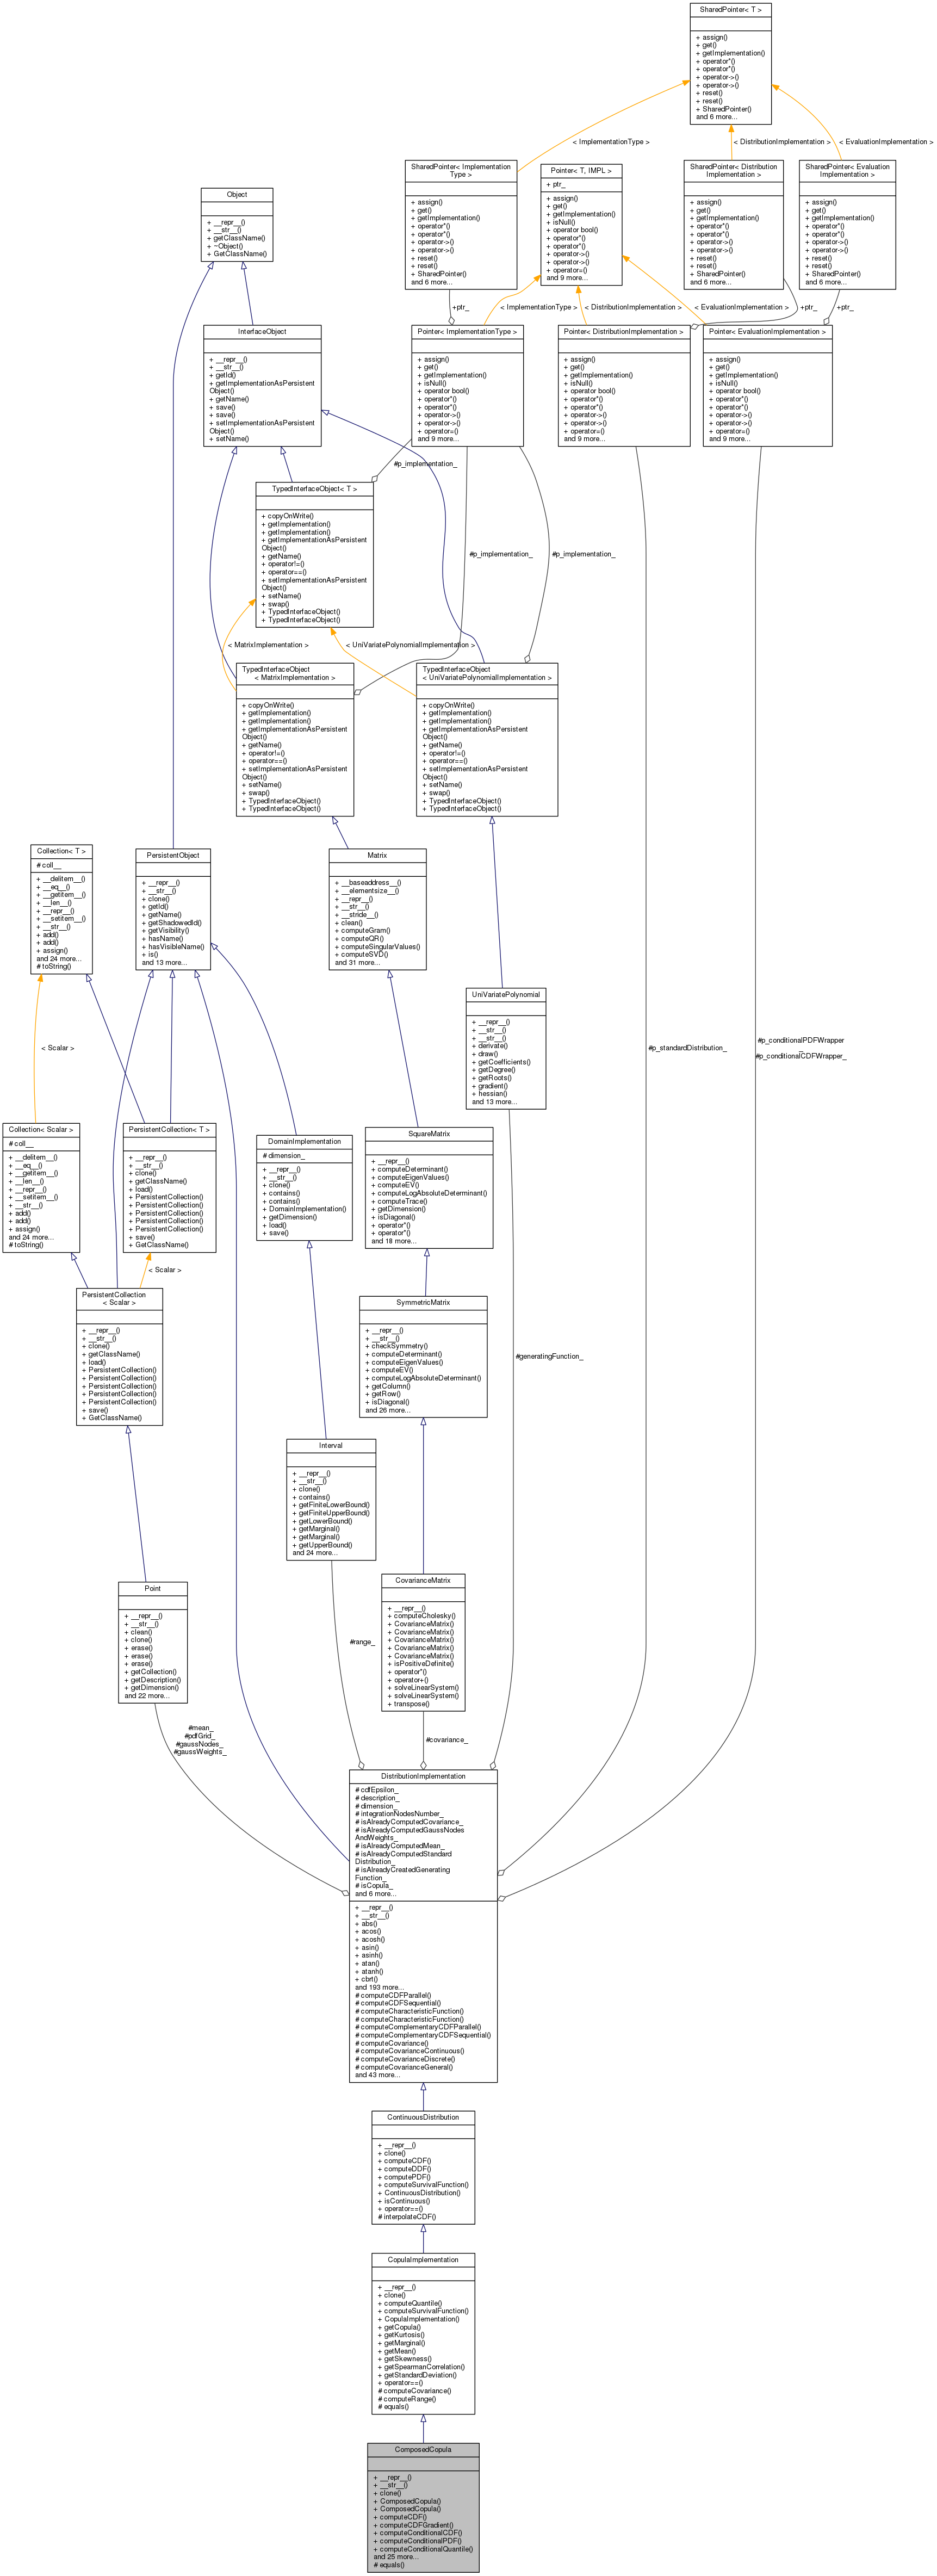 SharedPointer< T >
+ assign()
+ get()
+ getImplementation()
+ operator*()
+ operator*()
+ operator->()
+ operator->()
+ reset()
+ reset()
+ SharedPointer()
and 6 more...
< ImplementationType >
< DistributionImplementation >
< EvaluationImplementation >
SharedPointer< Implementation
Type >
+ assign()
+ get()
+ getImplementation()
+ operator*()
+ operator*()
+ operator->()
+ operator->()
+ reset()
+ reset()
+ SharedPointer()
and 6 more...
Pointer< T, IMPL >
+ ptr_
+ assign()
+ get()
+ getImplementation()
+ isNull()
+ operator bool()
+ operator*()
+ operator*()
+ operator->()
+ operator->()
+ operator=()
and 9 more...
SharedPointer< Distribution
Implementation >
+ assign()
+ get()
+ getImplementation()
+ operator*()
+ operator*()
+ operator->()
+ operator->()
+ reset()
+ reset()
+ SharedPointer()
and 6 more...
SharedPointer< Evaluation
Implementation >
+ assign()
+ get()
+ getImplementation()
+ operator*()
+ operator*()
+ operator->()
+ operator->()
+ reset()
+ reset()
+ SharedPointer()
and 6 more...
Object
+ __repr__()
+ __str__()
+ getClassName()
+ ~Object()
+ GetClassName()
+ptr_
< ImplementationType >
< DistributionImplementation >
< EvaluationImplementation >
+ptr_
+ptr_
InterfaceObject
+ __repr__()
+ __str__()
+ getId()
+ getImplementationAsPersistent
Object()
+ getName()
+ save()
+ save()
+ setImplementationAsPersistent
Object()
+ setName()
Pointer< ImplementationType >
+ assign()
+ get()
+ getImplementation()
+ isNull()
+ operator bool()
+ operator*()
+ operator*()
+ operator->()
+ operator->()
+ operator=()
and 9 more...
Pointer< DistributionImplementation >
+ assign()
+ get()
+ getImplementation()
+ isNull()
+ operator bool()
+ operator*()
+ operator*()
+ operator->()
+ operator->()
+ operator=()
and 9 more...
Pointer< EvaluationImplementation >
+ assign()
+ get()
+ getImplementation()
+ isNull()
+ operator bool()
+ operator*()
+ operator*()
+ operator->()
+ operator->()
+ operator=()
and 9 more...
#p_implementation_
TypedInterfaceObject< T >
+ copyOnWrite()
+ getImplementation()
+ getImplementation()
+ getImplementationAsPersistent
Object()
+ getName()
+ operator!=()
+ operator==()
+ setImplementationAsPersistent
Object()
+ setName()
+ swap()
+ TypedInterfaceObject()
+ TypedInterfaceObject()
#p_implementation_
#p_implementation_
< MatrixImplementation >
< UniVariatePolynomialImplementation >
TypedInterfaceObject
< MatrixImplementation >
+ copyOnWrite()
+ getImplementation()
+ getImplementation()
+ getImplementationAsPersistent
Object()
+ getName()
+ operator!=()
+ operator==()
+ setImplementationAsPersistent
Object()
+ setName()
+ swap()
+ TypedInterfaceObject()
+ TypedInterfaceObject()
TypedInterfaceObject
< UniVariatePolynomialImplementation >
+ copyOnWrite()
+ getImplementation()
+ getImplementation()
+ getImplementationAsPersistent
Object()
+ getName()
+ operator!=()
+ operator==()
+ setImplementationAsPersistent
Object()
+ setName()
+ swap()
+ TypedInterfaceObject()
+ TypedInterfaceObject()
Collection< T >
# coll__
+ __delitem__()
+ __eq__()
+ __getitem__()
+ __len__()
+ __repr__()
+ __setitem__()
+ __str__()
+ add()
+ add()
+ assign()
and 24 more...
# toString()
PersistentObject
+ __repr__()
+ __str__()
+ clone()
+ getId()
+ getName()
+ getShadowedId()
+ getVisibility()
+ hasName()
+ hasVisibleName()
+ is()
and 13 more...
Matrix
+ __baseaddress__()
+ __elementsize__()
+ __repr__()
+ __str__()
+ __stride__()
+ clean()
+ computeGram()
+ computeQR()
+ computeSingularValues()
+ computeSVD()
and 31 more...
UniVariatePolynomial
+ __repr__()
+ __str__()
+ __str__()
+ derivate()
+ draw()
+ getCoefficients()
+ getDegree()
+ getRoots()
+ gradient()
+ hessian()
and 13 more...
< Scalar >
#p_standardDistribution_
#p_conditionalPDFWrapper
_
#p_conditionalCDFWrapper_
Collection< Scalar >
# coll__
+ __delitem__()
+ __eq__()
+ __getitem__()
+ __len__()
+ __repr__()
+ __setitem__()
+ __str__()
+ add()
+ add()
+ assign()
and 24 more...
# toString()
PersistentCollection< T >
+ __repr__()
+ __str__()
+ clone()
+ getClassName()
+ load()
+ PersistentCollection()
+ PersistentCollection()
+ PersistentCollection()
+ PersistentCollection()
+ PersistentCollection()
+ save()
+ GetClassName()
DomainImplementation
# dimension_
+ __repr__()
+ __str__()
+ clone()
+ contains()
+ contains()
+ DomainImplementation()
+ getDimension()
+ load()
+ save()
SquareMatrix
+ __repr__()
+ computeDeterminant()
+ computeEigenValues()
+ computeEV()
+ computeLogAbsoluteDeterminant()
+ computeTrace()
+ getDimension()
+ isDiagonal()
+ operator*()
+ operator*()
and 18 more...
< Scalar >
PersistentCollection
< Scalar >
+ __repr__()
+ __str__()
+ clone()
+ getClassName()
+ load()
+ PersistentCollection()
+ PersistentCollection()
+ PersistentCollection()
+ PersistentCollection()
+ PersistentCollection()
+ save()
+ GetClassName()
SymmetricMatrix
+ __repr__()
+ __str__()
+ checkSymmetry()
+ computeDeterminant()
+ computeEigenValues()
+ computeEV()
+ computeLogAbsoluteDeterminant()
+ getColumn()
+ getRow()
+ isDiagonal()
and 26 more...
#generatingFunction_
Interval
+ __repr__()
+ __str__()
+ clone()
+ contains()
+ getFiniteLowerBound()
+ getFiniteUpperBound()
+ getLowerBound()
+ getMarginal()
+ getMarginal()
+ getUpperBound()
and 24 more...
Point
+ __repr__()
+ __str__()
+ clean()
+ clone()
+ erase()
+ erase()
+ erase()
+ getCollection()
+ getDescription()
+ getDimension()
and 22 more...
CovarianceMatrix
+ __repr__()
+ computeCholesky()
+ CovarianceMatrix()
+ CovarianceMatrix()
+ CovarianceMatrix()
+ CovarianceMatrix()
+ CovarianceMatrix()
+ isPositiveDefinite()
+ operator*()
+ operator+()
+ solveLinearSystem()
+ solveLinearSystem()
+ transpose()
#range_
#mean_
#pdfGrid_
#gaussNodes_
#gaussWeights_
#covariance_
DistributionImplementation
# cdfEpsilon_
# description_
# dimension_
# integrationNodesNumber_
# isAlreadyComputedCovariance_
# isAlreadyComputedGaussNodes
AndWeights_
# isAlreadyComputedMean_
# isAlreadyComputedStandard
Distribution_
# isAlreadyCreatedGenerating
Function_
# isCopula_
and 6 more...
+ __repr__()
+ __str__()
+ abs()
+ acos()
+ acosh()
+ asin()
+ asinh()
+ atan()
+ atanh()
+ cbrt()
and 193 more...
# computeCDFParallel()
# computeCDFSequential()
# computeCharacteristicFunction()
# computeCharacteristicFunction()
# computeComplementaryCDFParallel()
# computeComplementaryCDFSequential()
# computeCovariance()
# computeCovarianceContinuous()
# computeCovarianceDiscrete()
# computeCovarianceGeneral()
and 43 more...
ContinuousDistribution
+ __repr__()
+ clone()
+ computeCDF()
+ computeDDF()
+ computePDF()
+ computeSurvivalFunction()
+ ContinuousDistribution()
+ isContinuous()
+ operator==()
# interpolateCDF()
CopulaImplementation
+ __repr__()
+ clone()
+ computeQuantile()
+ computeSurvivalFunction()
+ CopulaImplementation()
+ getCopula()
+ getKurtosis()
+ getMarginal()
+ getMean()
+ getSkewness()
+ getSpearmanCorrelation()
+ getStandardDeviation()
+ operator==()
# computeCovariance()
# computeRange()
# equals()
ComposedCopula
+ __repr__()
+ __str__()
+ clone()
+ ComposedCopula()
+ ComposedCopula()
+ computeCDF()
+ computeCDFGradient()
+ computeConditionalCDF()
+ computeConditionalPDF()
+ computeConditionalQuantile()
and 25 more...
# equals()